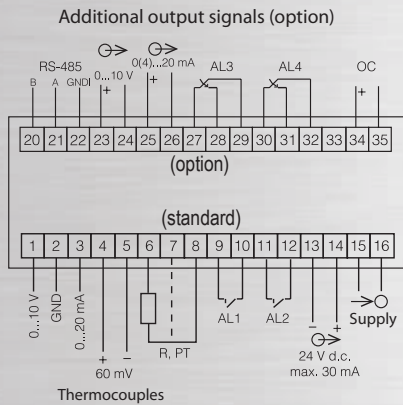 Additional output signals (option)
RS-485
B A GND
0...10 V
+
0(4)...20 mA
+
AL3
AL4
OC
+
20 21 22 23 24 25 26 27 28 29 30 31 32 33 34 35
(option)
(standard)
1 2 3 4 5 6 7 8 9 10 11 12 13 14 15 16
0...10 V
GND
0...20 mA
+ −
60 mV
Thermocouples
R, PT
AL1
AL2
− +
24 V d.c.
max. 30 mA
Supply